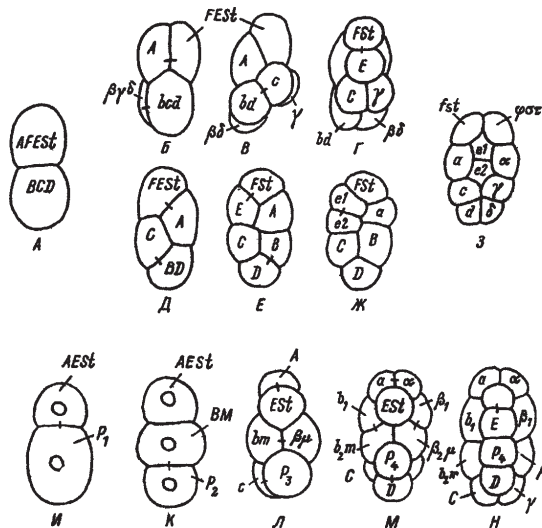 AFESt
BCD
А
FESt
A
βγδ
bcd
Б
A
c
bd
βδ
γ
В
FSt
E
C γ
bd βδ
Г
FESt
A
C
BD
Д
FSt
E A
C B
D
Е
FSt
e1 a
e2
C B
D
Ж
fst φστ
e1
a e2 α
c γ
d δ
З
AESt
P₁
И
AESt
BM
P₂
К
A
ESt
bm βμ
c P₃
Л
a α
b₁ ESt β₁
b₂m β₂μ
P₄
C D
М
a α
b₁ E β₁
b₂m P₄
C D γ
Н